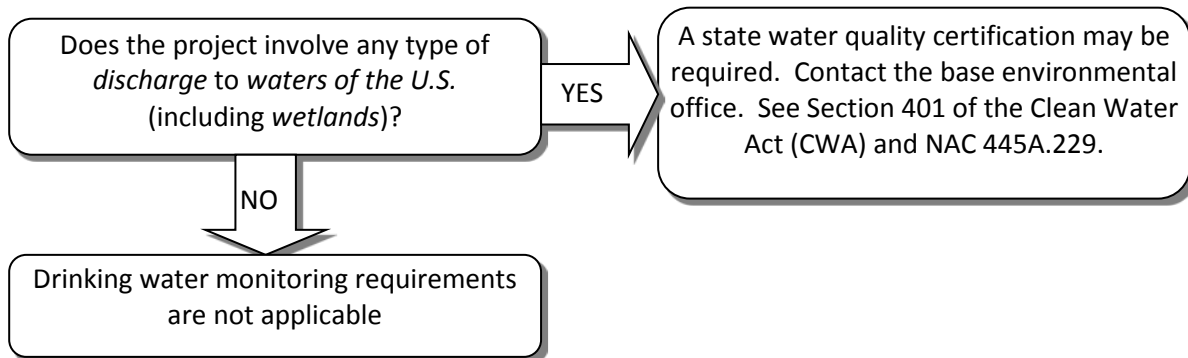 Does the project involve any type of
discharge to waters of the U.S.
(including wetlands)?
YES
A state water quality certification may be
required.  Contact the base environmental
office.  See Section 401 of the Clean Water
Act (CWA) and NAC 445A.229.
NO
Drinking water monitoring requirements
are not applicable